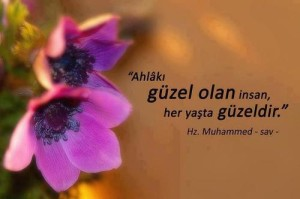 “Ahlâkı
güzel olan insan,
her yaşta güzeldir.”
Hz. Muhammed - sav -